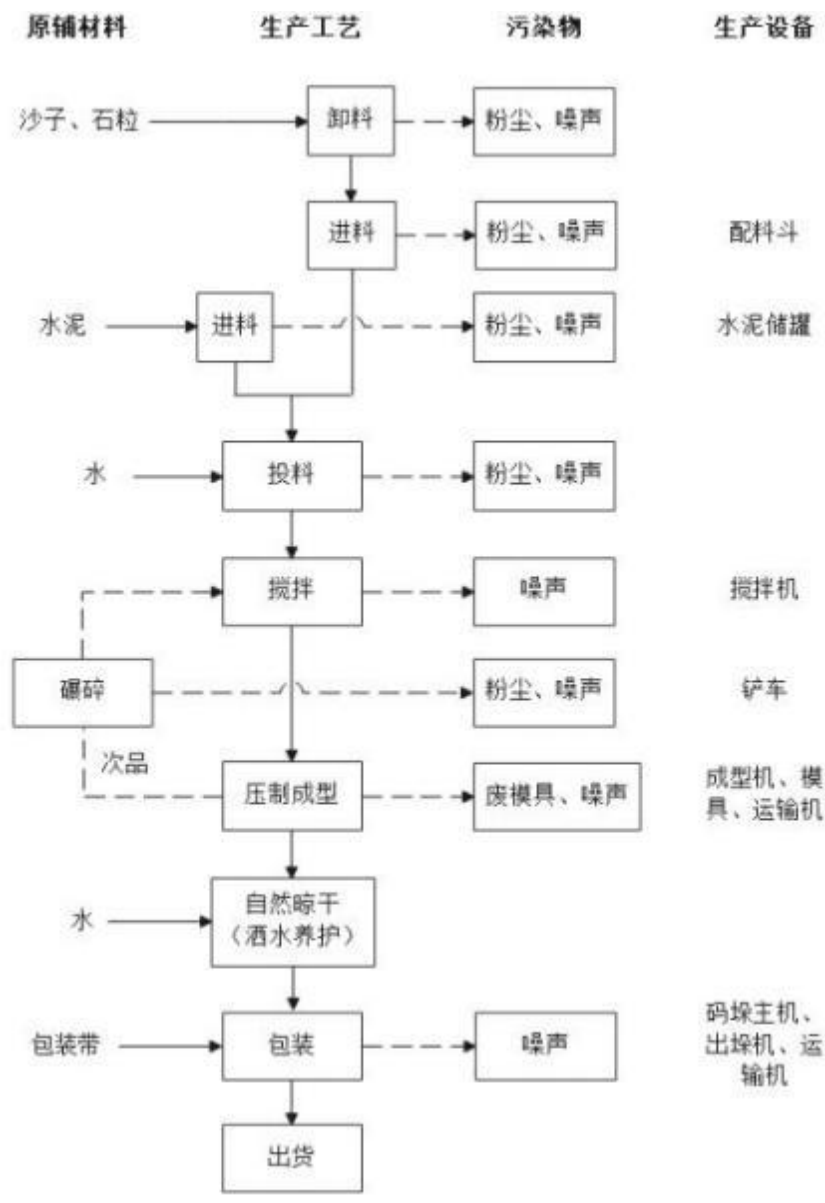 原辅材料 生产工艺 污染物 生产设备
沙子、石粒 卸料 粉尘、噪声
进料 粉尘、噪声 配料斗
水泥 进料 粉尘、噪声 水泥储罐
水 投料 粉尘、噪声
搅拌 噪声 搅拌机
碾碎 粉尘、噪声 铲车
次品
压制成型 废模具、噪声 成型机、模
具、运输机
水 自然晾干
（洒水养护）
包装带 包装 噪声 码垛主机、
出垛机、运
输机
出货